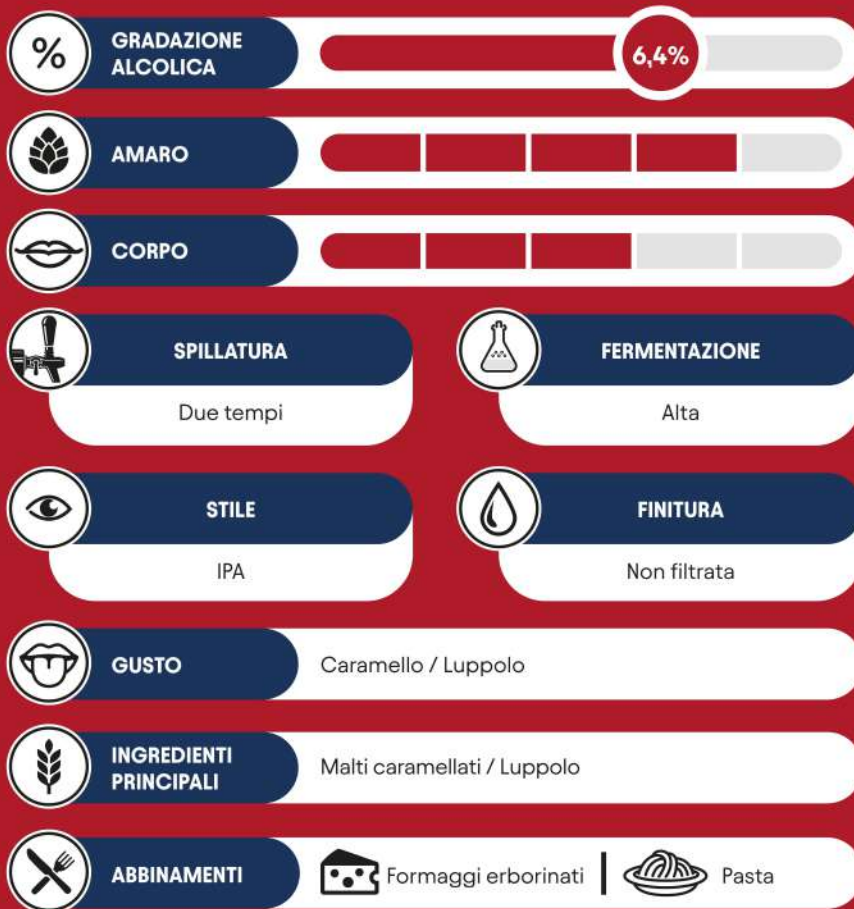 %
GRADAZIONE
ALCOLICA
6,4%
AMARO
CORPO
SPILLATURA
Due tempi
FERMENTAZIONE
Alta
STILE
IPA
FINITURA
Non filtrata
GUSTO
Caramello / Luppolo
INGREDIENTI
PRINCIPALI
Malti caramellati / Luppolo
ABBINAMENTI
Formaggi erborinati
Pasta